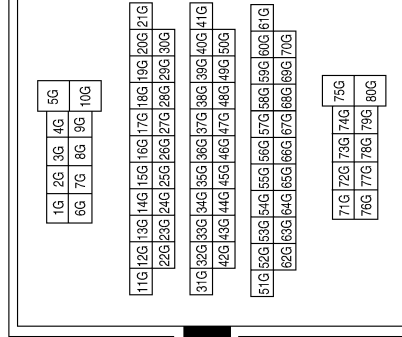 1G 2G 3G 4G 5G
6G 7G 8G 9G 10G
11G 12G 13G 14G 15G 16G 17G 18G 19G 20G 21G
22G 23G 24G 25G 26G 27G 28G 29G 30G
31G 32G 33G 34G 35G 36G 37G 38G 39G 40G 41G
42G 43G 44G 45G 46G 47G 48G 49G 50G
51G 52G 53G 54G 55G 56G 57G 58G 59G 60G 61G
62G 63G 64G 65G 66G 67G 68G 69G 70G
71G 72G 73G 74G 75G
76G 77G 78G 79G 80G